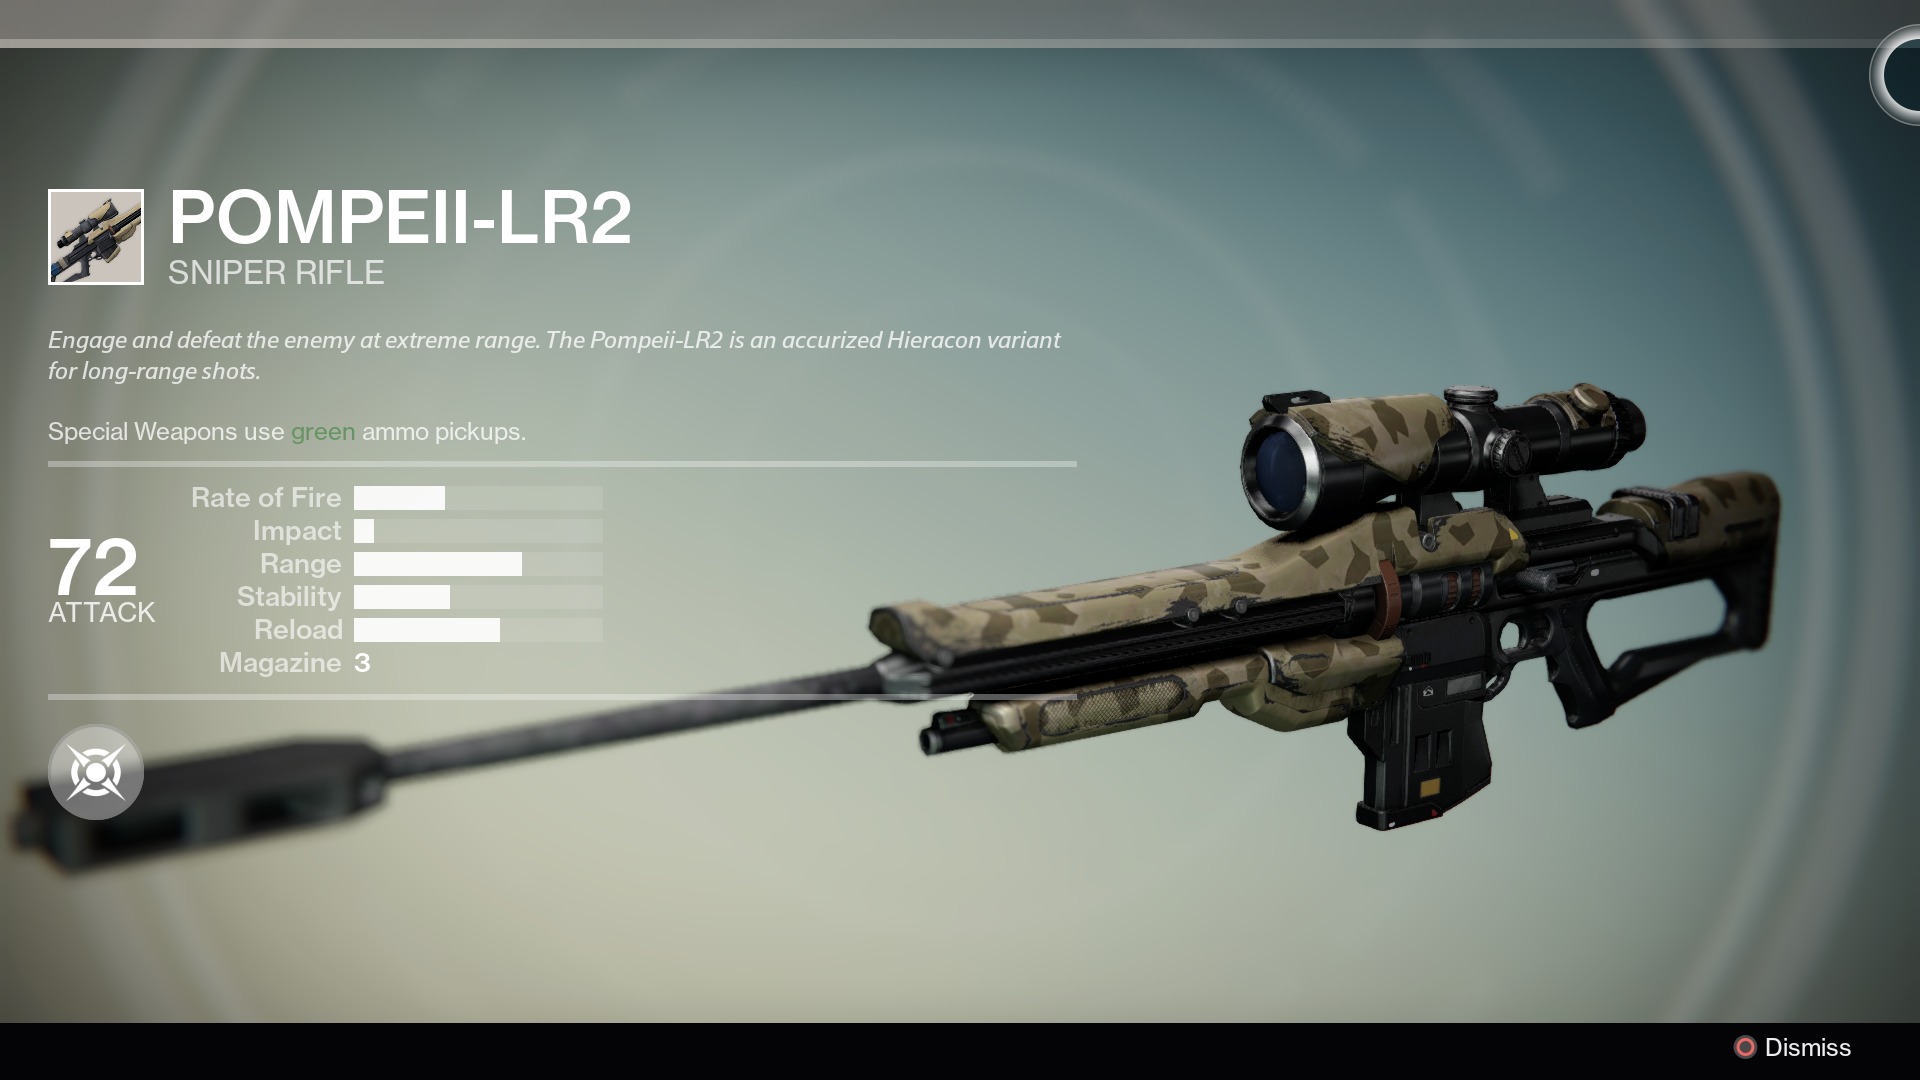 POMPEII-LR2
SNIPER RIFLE
Engage and defeat the enemy at extreme range. The Pompeii-LR2 is an accurized Hieracon variant
for long-range shots.
Special Weapons use green ammo pickups.
72
ATTACK
Rate of Fire
Impact
Range
Stability
Reload
Magazine 3
Dismiss